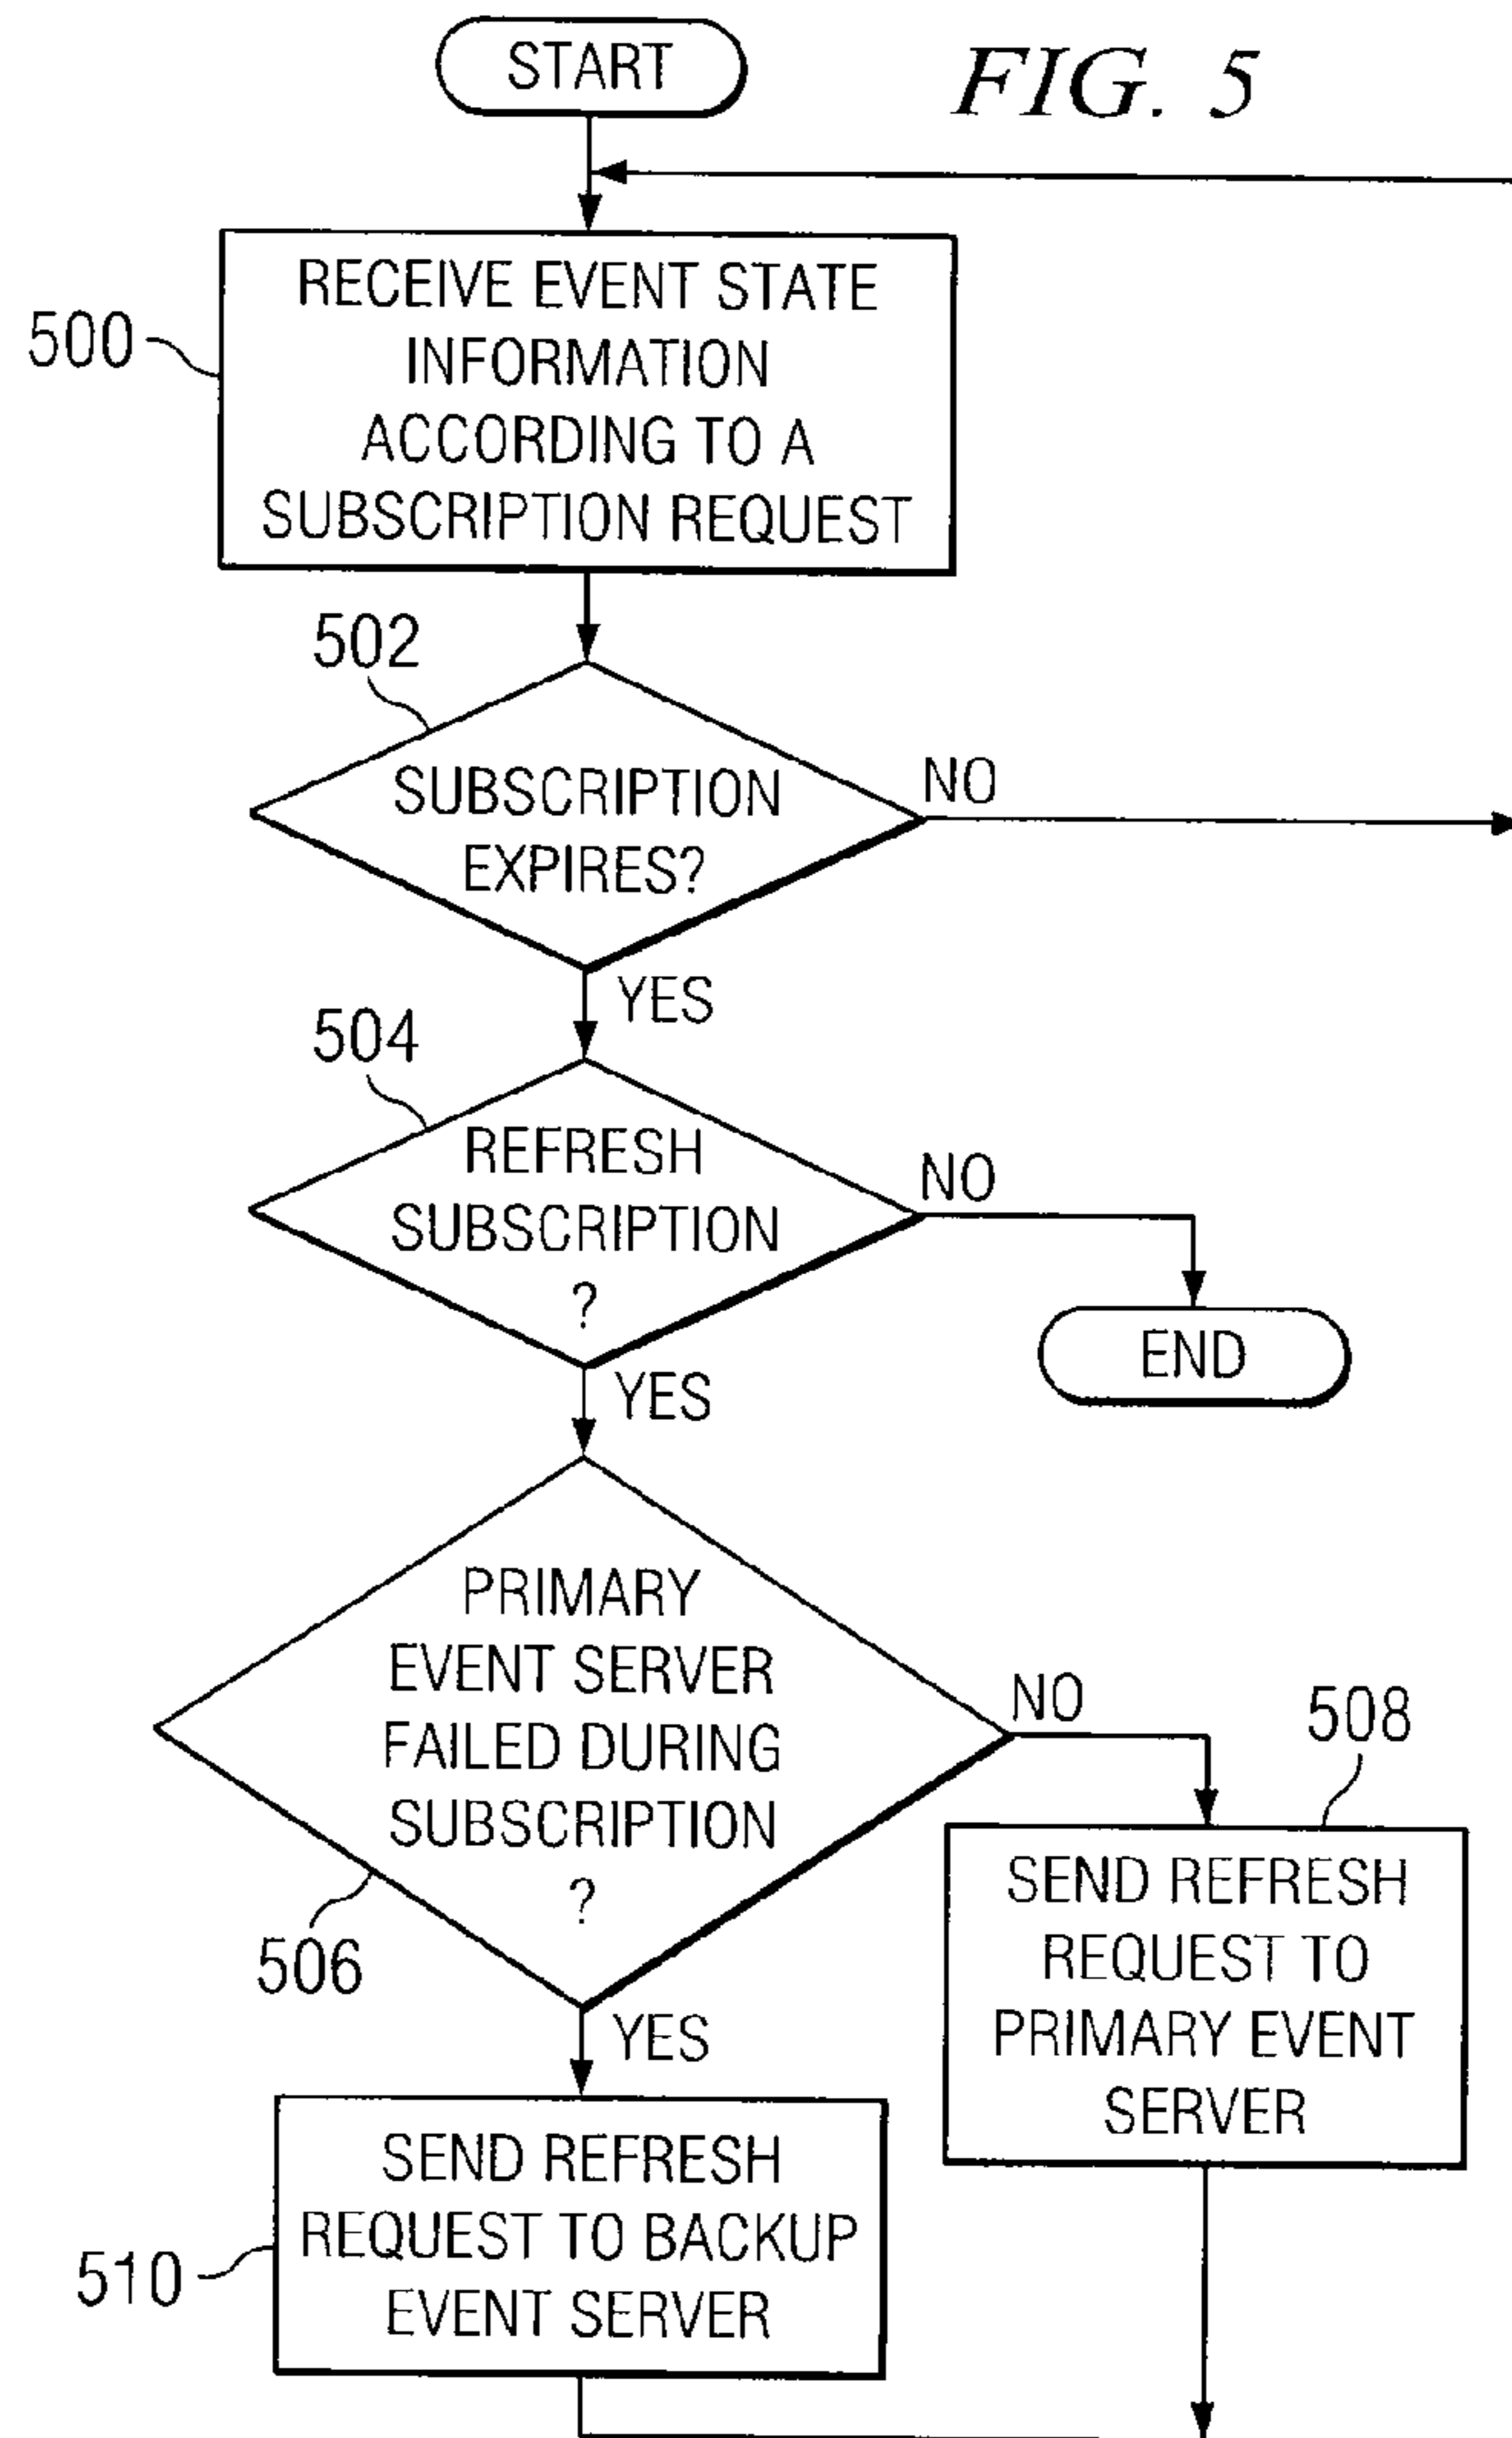 START
FIG. 5
500
RECEIVE EVENT STATE
INFORMATION
ACCORDING TO A
SUBSCRIPTION REQUEST
502
SUBSCRIPTION
EXPIRES?
NO
YES
504
REFRESH
SUBSCRIPTION
?
NO
END
YES
PRIMARY
EVENT SERVER
FAILED DURING
SUBSCRIPTION
?
506
NO
508
SEND REFRESH
REQUEST TO
PRIMARY EVENT
SERVER
YES
510
SEND REFRESH
REQUEST TO BACKUP
EVENT SERVER